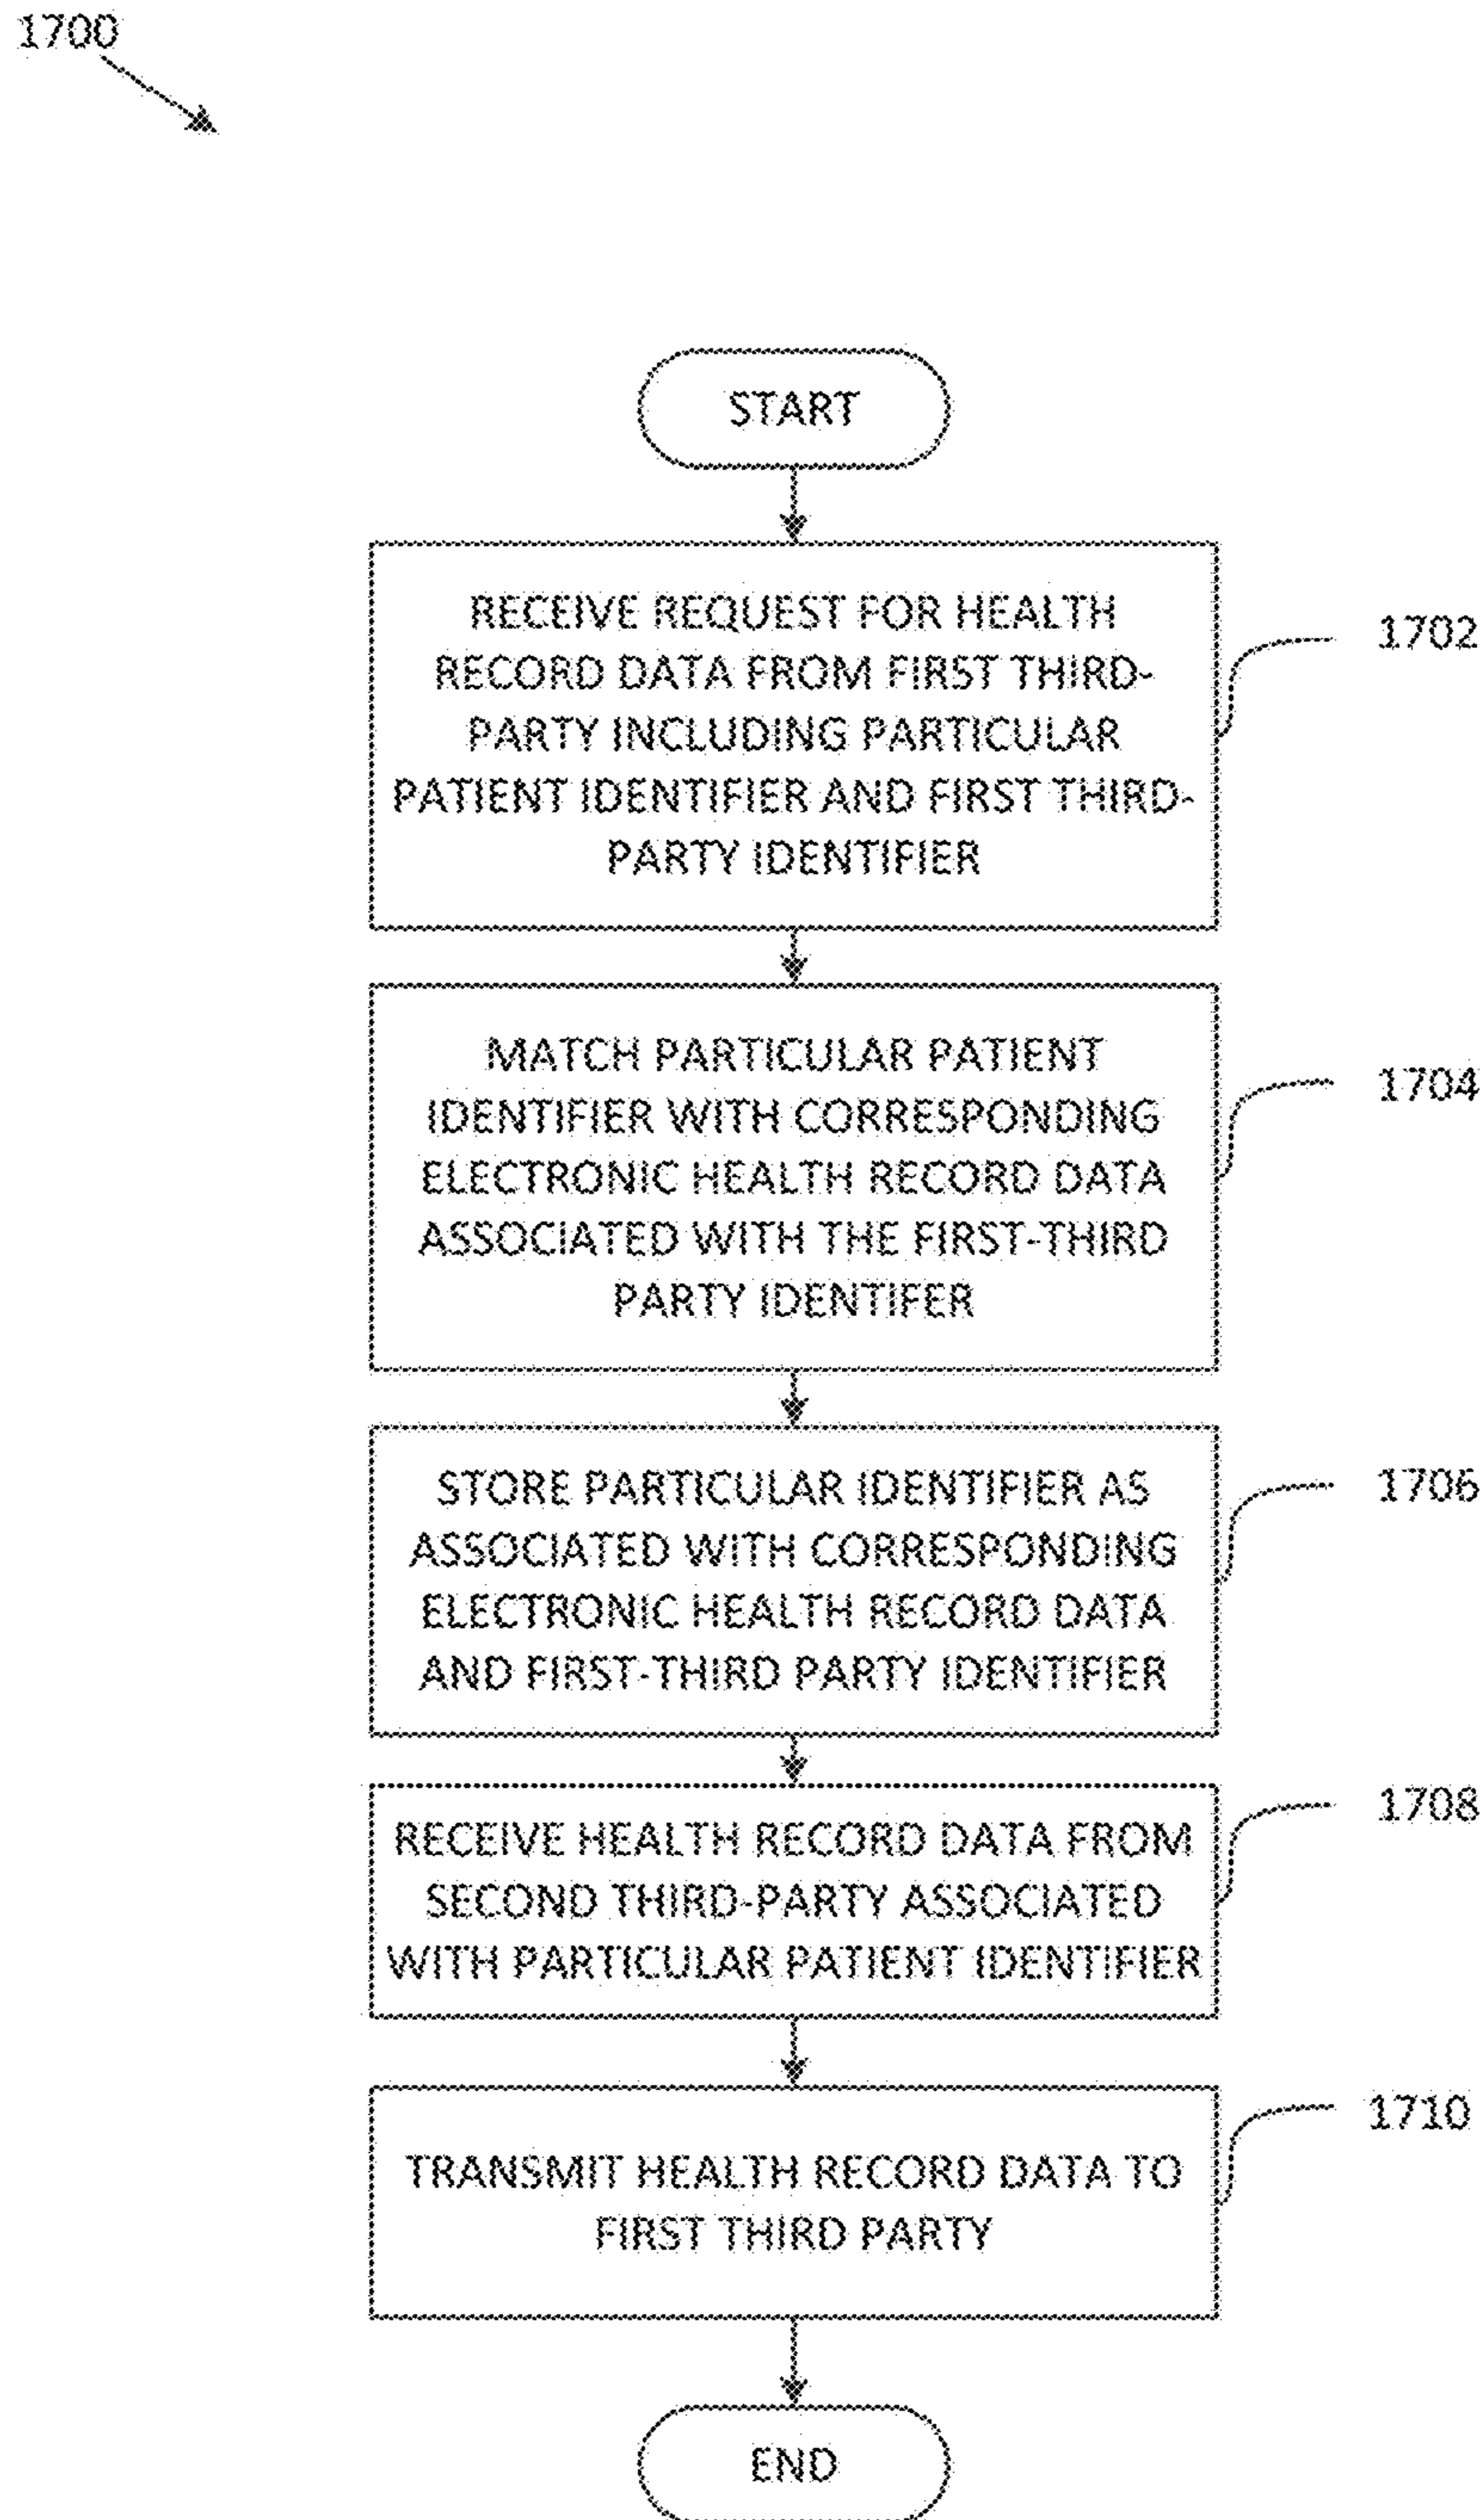 1700
START
RECEIVE REQUEST FOR HEALTH
RECORD DATA FROM FIRST THIRD-
PARTY INCLUDING PARTICULAR
PATIENT IDENTIFIER AND FIRST THIRD-
PARTY IDENTIFIER
1702
MATCH PARTICULAR PATIENT
IDENTIFIER WITH CORRESPONDING
ELECTRONIC HEALTH RECORD DATA
ASSOCIATED WITH THE FIRST-THIRD
PARTY IDENTIFER
1704
STORE PARTICULAR IDENTIFIER AS
ASSOCIATED WITH CORRESPONDING
ELECTRONIC HEALTH RECORD DATA
AND FIRST-THIRD PARTY IDENTIFIER
1706
RECEIVE HEALTH RECORD DATA FROM
SECOND THIRD-PARTY ASSOCIATED
WITH PARTICULAR PATIENT IDENTIFIER
1708
TRANSMIT HEALTH RECORD DATA TO
FIRST THIRD PARTY
1710
END